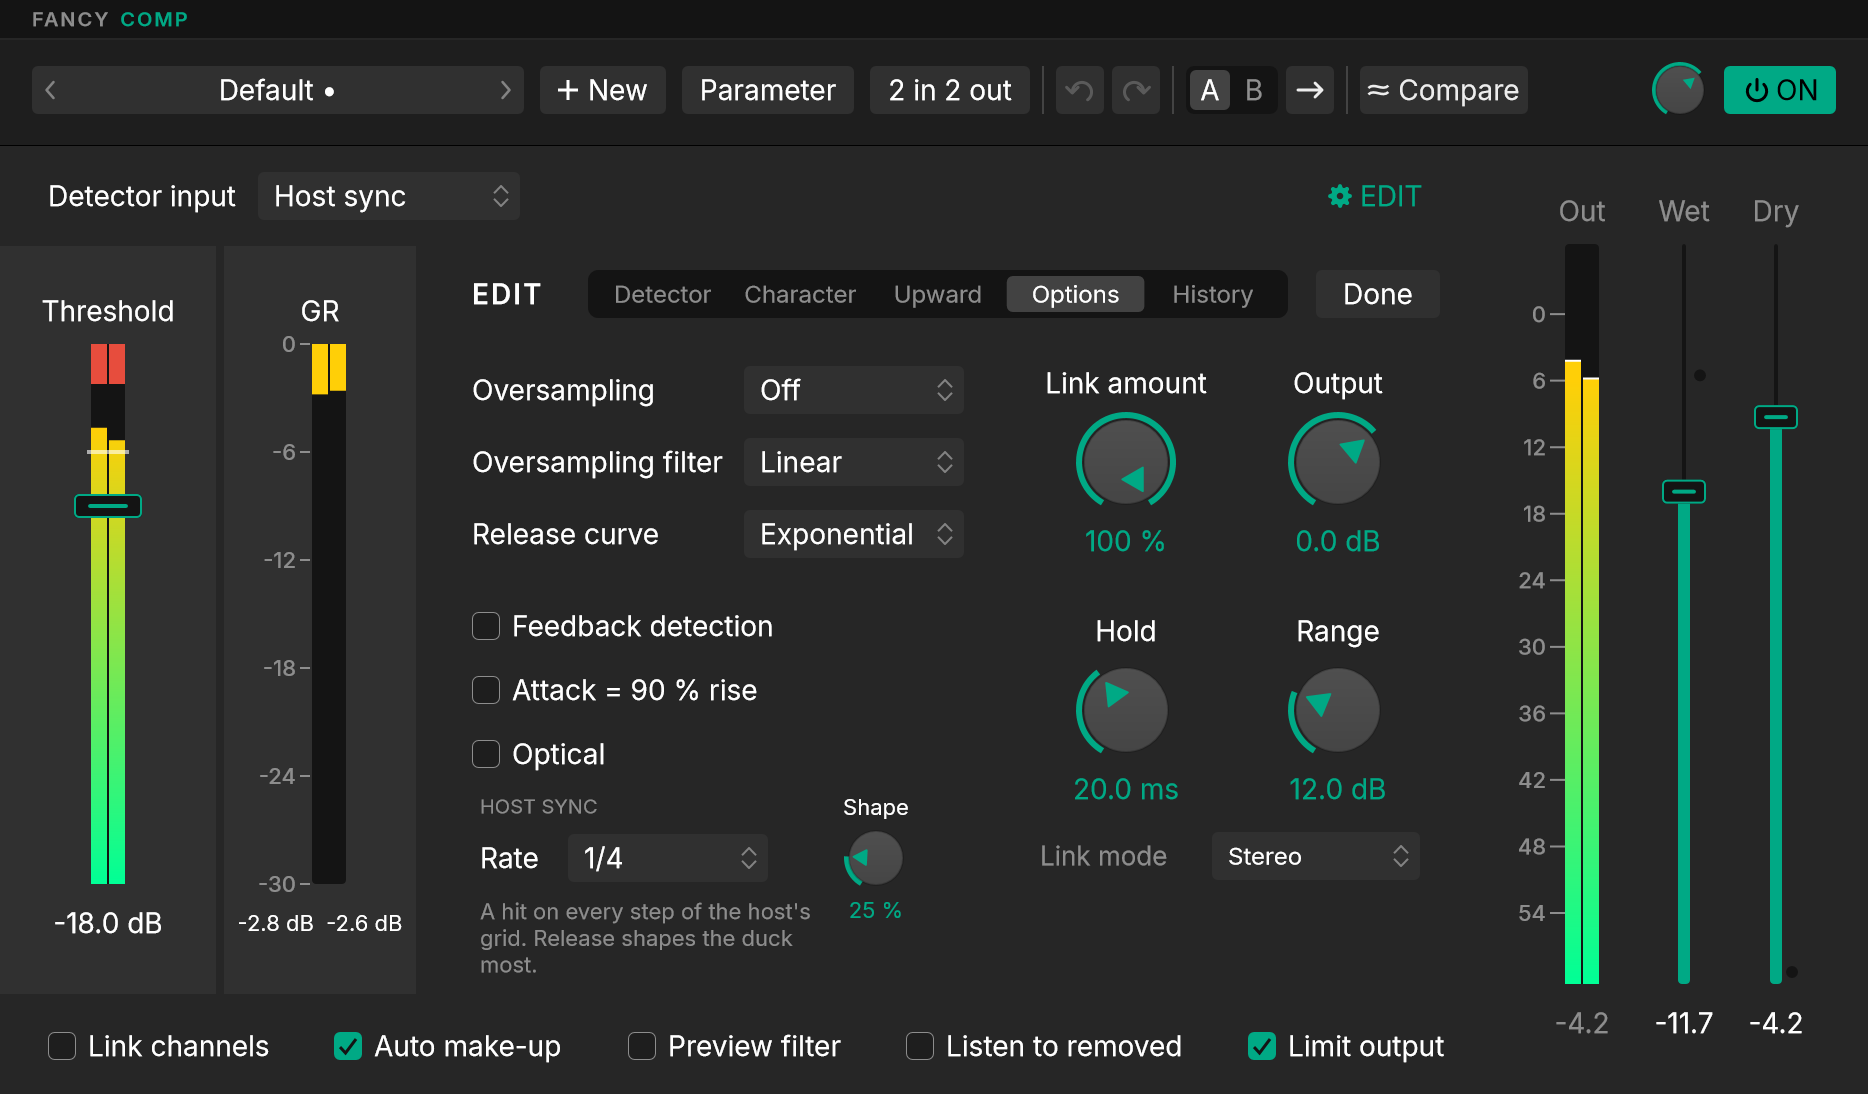 FANCY COMP
Default •
+ New
Parameter
2 in 2 out
A B
≈ Compare
ON
Detector input
Host sync
EDIT
Out
Wet
Dry
Threshold
GR
0
-6
-12
-18
-24
-30
-18.0 dB
-2.8 dB
-2.6 dB
EDIT
Detector
Character
Upward
Options
History
Done
Oversampling
Off
Oversampling filter
Linear
Release curve
Exponential
Feedback detection
Attack = 90 % rise
Optical
HOST SYNC
Rate
1/4
Shape
25 %
A hit on every step of the host's
grid. Release shapes the duck
most.
Link amount
100 %
Output
0.0 dB
Hold
20.0 ms
Range
12.0 dB
Link mode
Stereo
0
6
12
18
24
30
36
42
48
54
-4.2
-11.7
-4.2
Link channels
Auto make-up
Preview filter
Listen to removed
Limit output